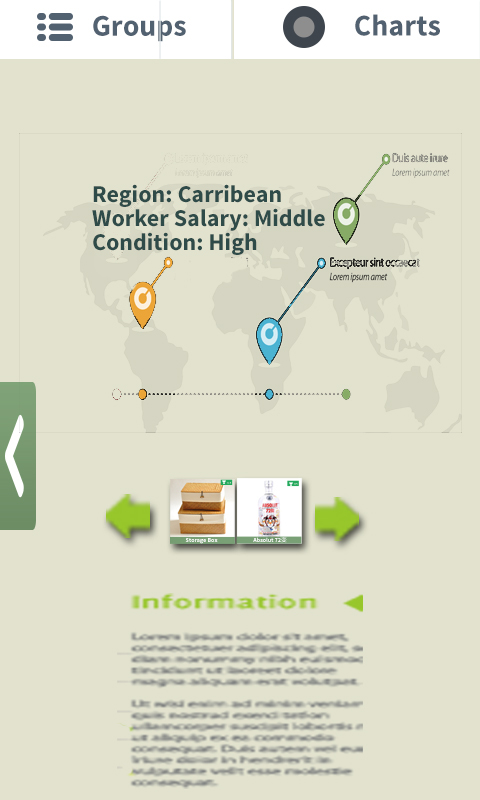 Groups
Charts
Duis aute irure
Lorem ipsum amet
Region: Carribean
Worker Salary: Middle
Condition: High
Excepteur sint occaecat
Lorem ipsum amet
Storage Box
ABSOLUT
Absolut 72
Information
Lorem ipsum dolor sit amet,
consectetuer adipiscing elit, s
diam nonummy nibh euismod
tincidunt ut laoreet dolore
magna aliquam erat volutpat.
Ut wisi enim ad minim veniam
quis nostrud exerci tation
ullamcorper suscipit lobortis n
ut aliquip ex ea commodo
consequat. Duis autem vel eu
iriure dolor in hendrerit in
vulputate velit esse molestie
consequat.